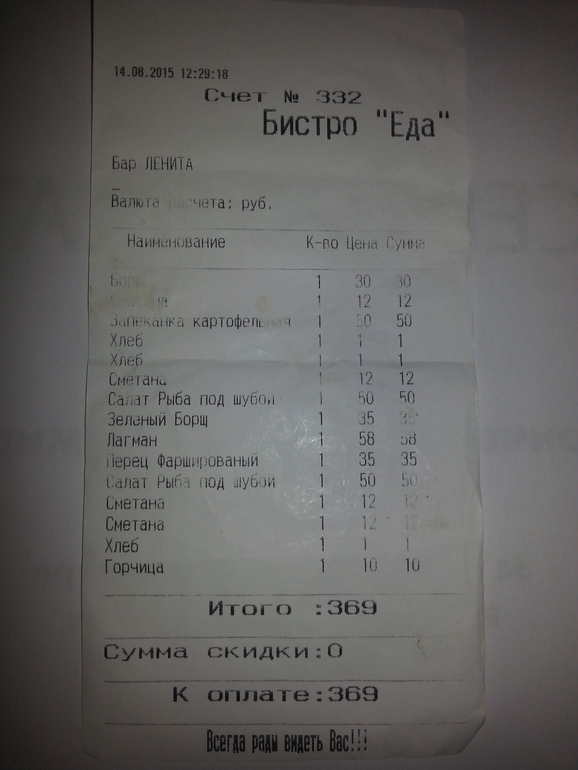 14.08.2015 12:29:18
Счет № 332
Бистро "Еда"
Бар ЛЕНИТА
Валюта расчета: руб.
Наименование К-во Цена Сумма
Борщ 1 30 30
1 12 12
Запеканка картофельная 1 50 50
Хлеб 1 1 1
Хлеб 1 1 1
Сметана 1 12 12
Салат Рыба под шубой 1 50 50
Зеленый Борщ 1 35 35
Лагман 1 58 58
Перец Фаршированый 1 35 35
Салат Рыба под шубой 1 50 50
Сметана 1 12 12
Сметана 1 12 12
Хлеб 1 1 1
Горчица 1 10 10
Итого :369
Сумма скидки:0
К оплате:369
Всегда рады видеть Вас!!!